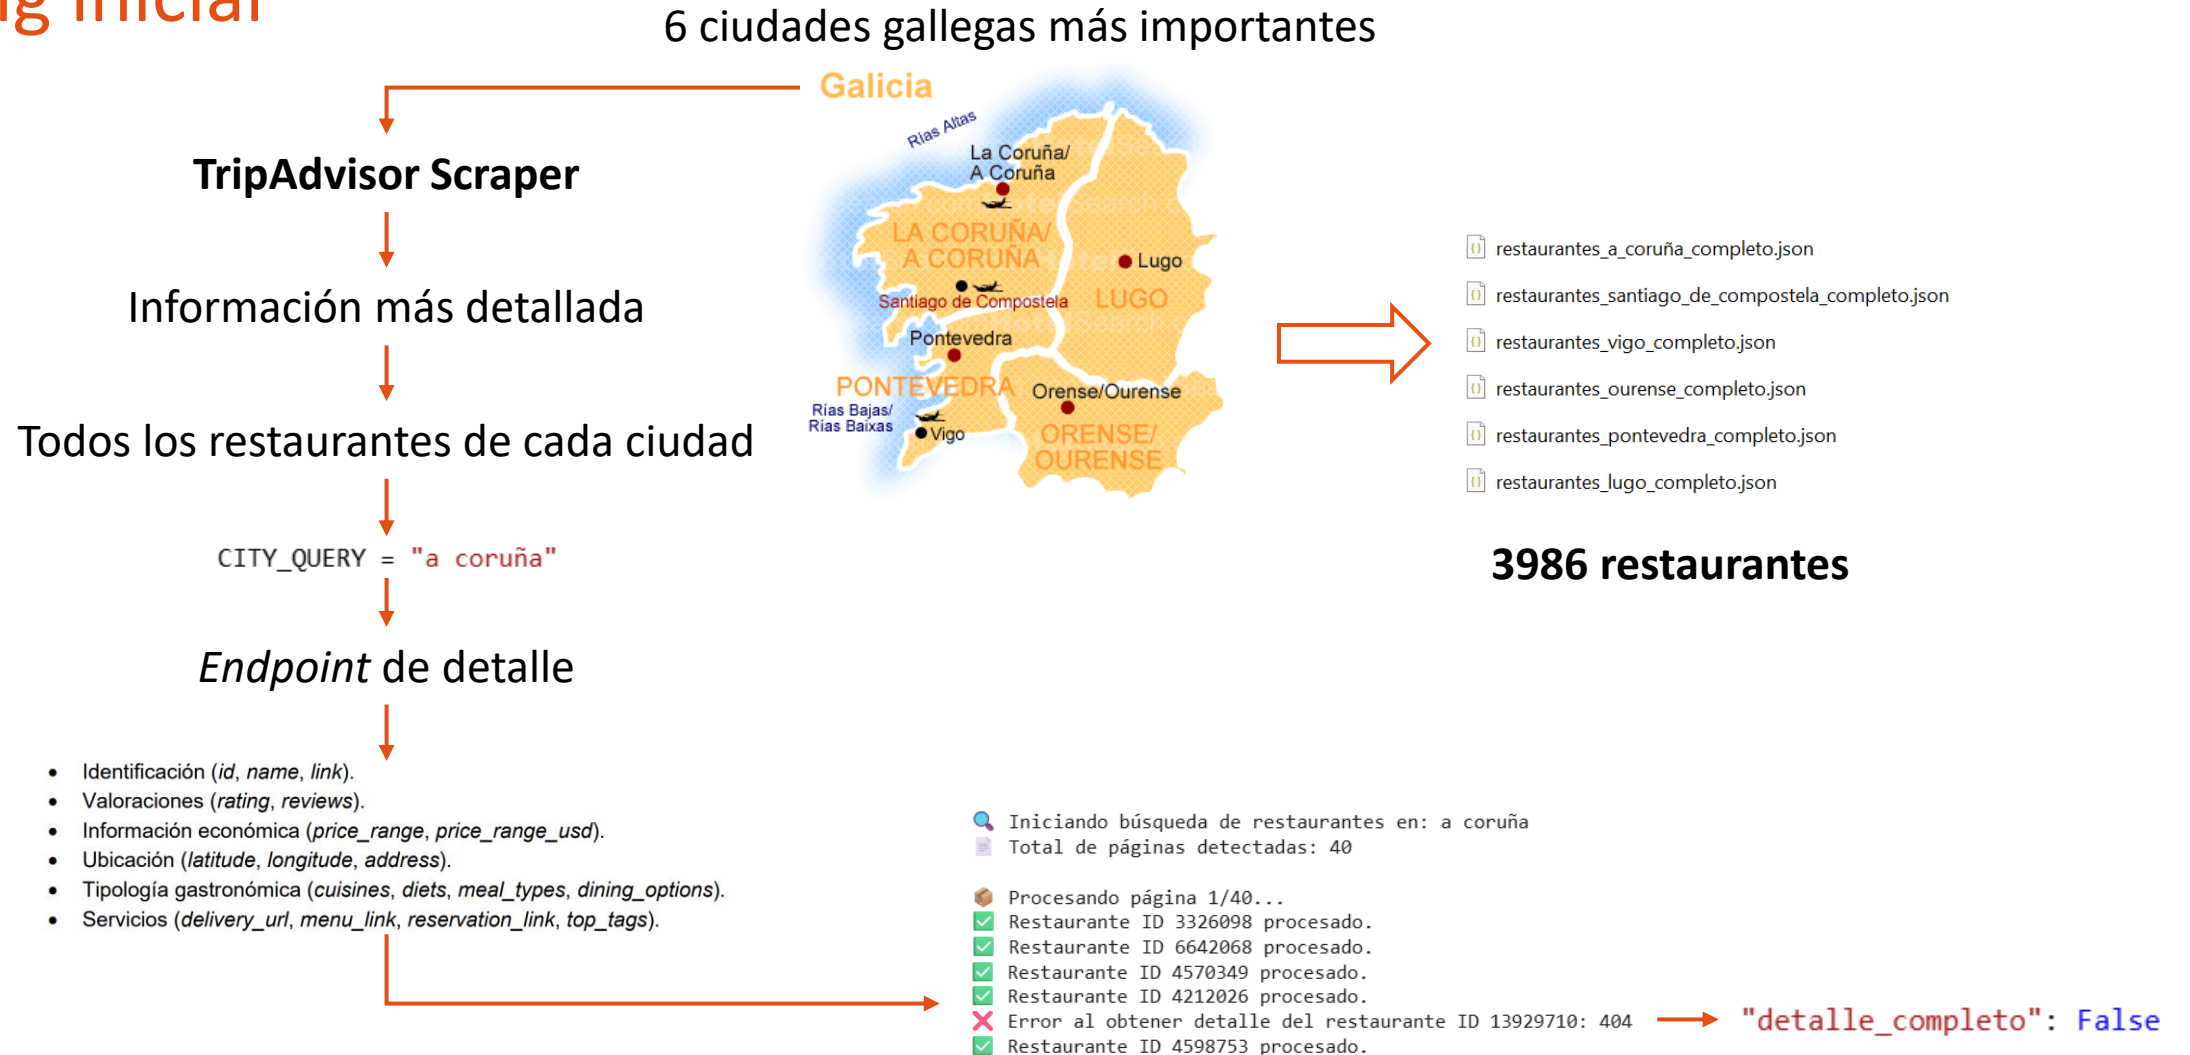 inicial
6 ciudades gallegas más importantes
TripAdvisor Scraper
Información más detallada
Todos los restaurantes de cada ciudad
CITY_QUERY = "a coruña"
Endpoint de detalle
• Identificación (id, name, link).
• Valoraciones (rating, reviews).
• Información económica (price_range, price_range_usd).
• Ubicación (latitude, longitude, address).
• Tipología gastronómica (cuisines, diets, meal_types, dining_options).
• Servicios (delivery_url, menu_link, reservation_link, top_tags).
Galicia
Rías Altas
La Coruña/
A Coruña
LA CORUÑA/
A CORUÑA
Lugo
Santiago de Compostela
LUGO
Pontevedra
PONTEVEDRA
Orense/Ourense
Rías Bajas/
Rías Baixas
Vigo
ORENSE/
OURENSE
restaurantes_a_coruña_completo.json
restaurantes_santiago_de_compostela_completo.json
restaurantes_vigo_completo.json
restaurantes_ourense_completo.json
restaurantes_pontevedra_completo.json
restaurantes_lugo_completo.json
3986 restaurantes
Iniciando búsqueda de restaurantes en: a coruña
Total de páginas detectadas: 40
Procesando página 1/40...
Restaurante ID 3326098 procesado.
Restaurante ID 6642068 procesado.
Restaurante ID 4570349 procesado.
Restaurante ID 4212026 procesado.
Error al obtener detalle del restaurante ID 13929710: 404
Restaurante ID 4598753 procesado.
"detalle_completo": False